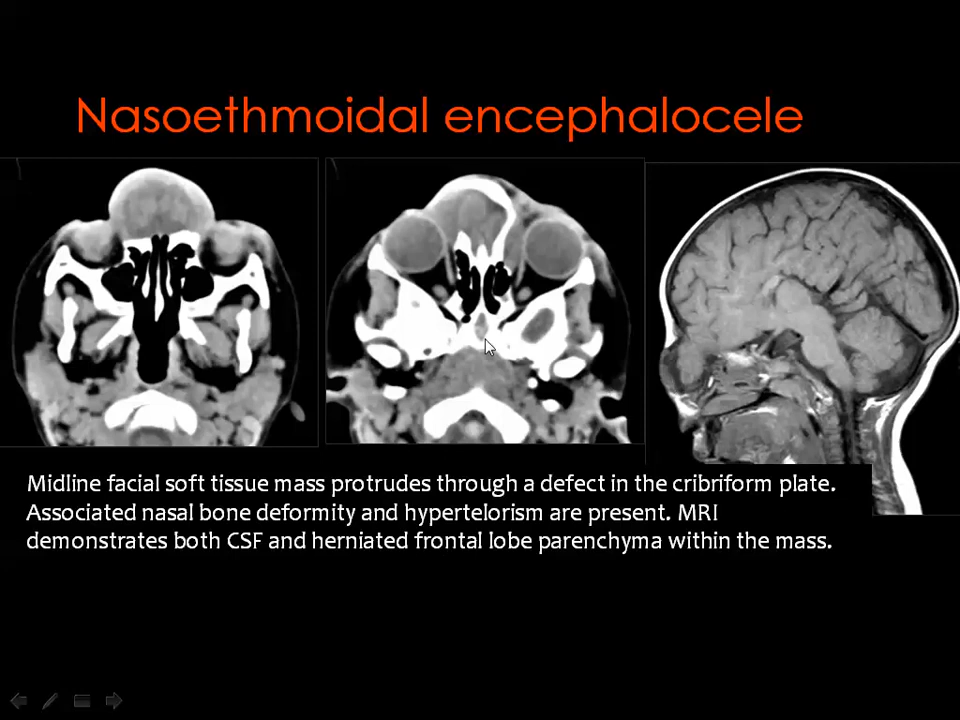 Nasoethmoidal encephalocele
Midline facial soft tissue mass protrudes through a defect in the cribriform plate.
Associated nasal bone deformity and hypertelorism are present. MRI
demonstrates both CSF and herniated frontal lobe parenchyma within the mass.